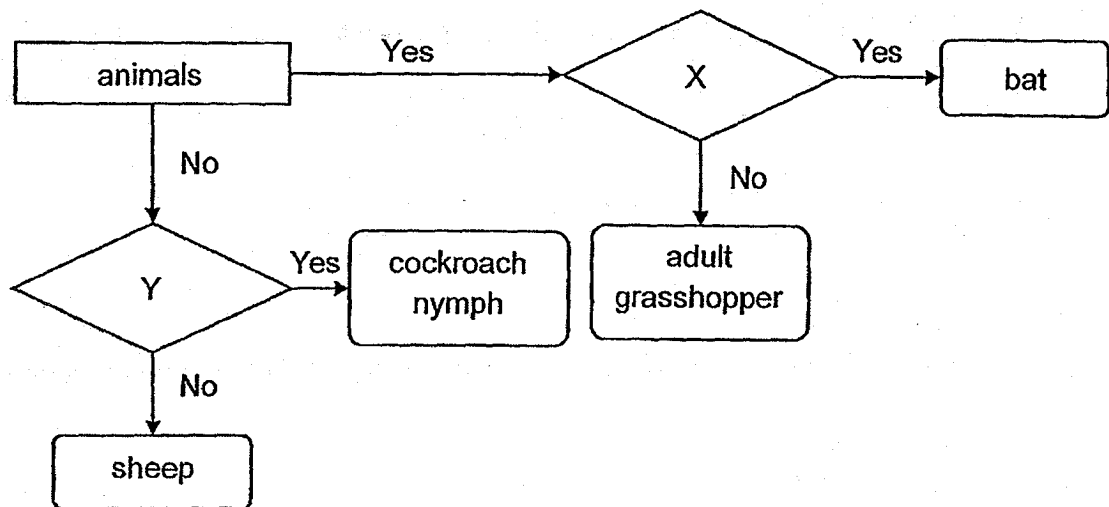 animals
Yes
X
Yes
bat
No
No
Y
Yes
cockroach
nymph
adult
grasshopper
No
sheep